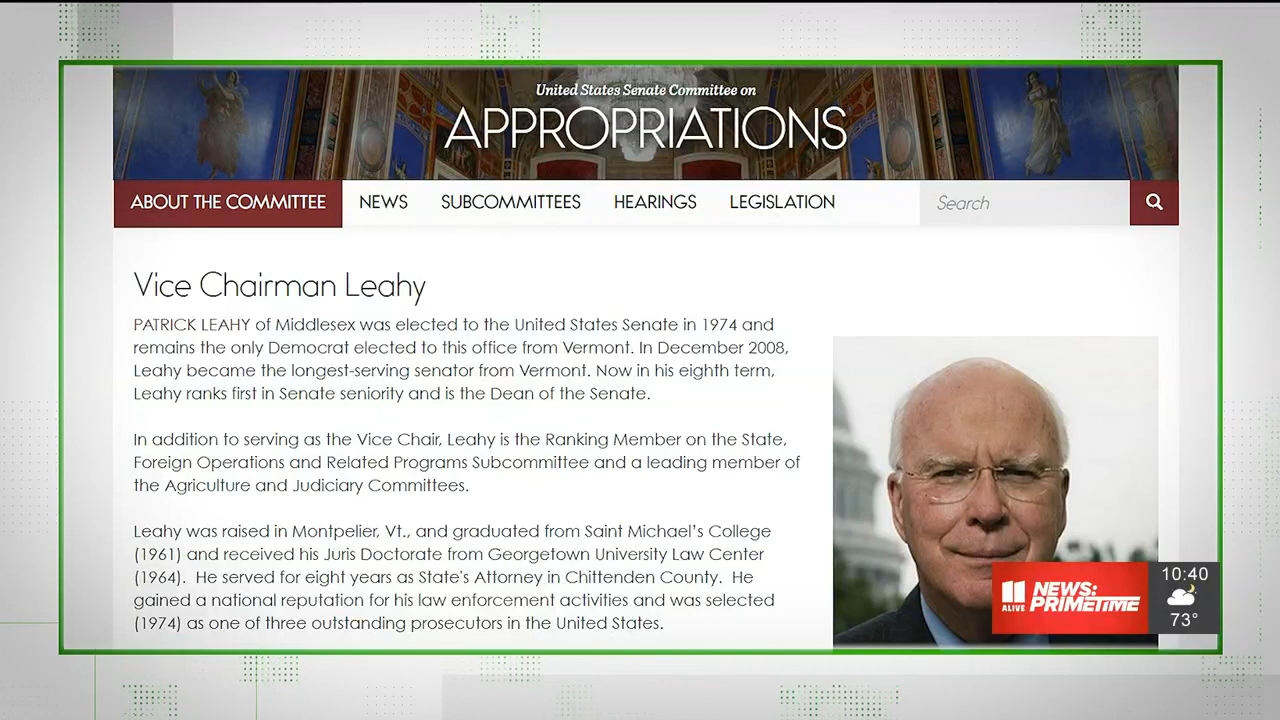 United States Senate Committee on
APPROPRIATIONS
ABOUT THE COMMITTEE NEWS SUBCOMMITTEES HEARINGS LEGISLATION Search
Vice Chairman Leahy
PATRICK LEAHY of Middlesex was elected to the United States Senate in 1974 and
remains the only Democrat elected to this office from Vermont. In December 2008,
Leahy became the longest-serving senator from Vermont. Now in his eighth term,
Leahy ranks first in Senate seniority and is the Dean of the Senate.
In addition to serving as the Vice Chair, Leahy is the Ranking Member on the State,
Foreign Operations and Related Programs Subcommittee and a leading member of
the Agriculture and Judiciary Committees.
Leahy was raised in Montpelier, Vt., and graduated from Saint Michael's College
(1961) and received his Juris Doctorate from Georgetown University Law Center
(1964). He served for eight years as State's Attorney in Chittenden County. He
gained a national reputation for his law enforcement activities and was selected
(1974) as one of three outstanding prosecutors in the United States.
11 ALIVE NEWS: PRIMETIME
10:40
73°